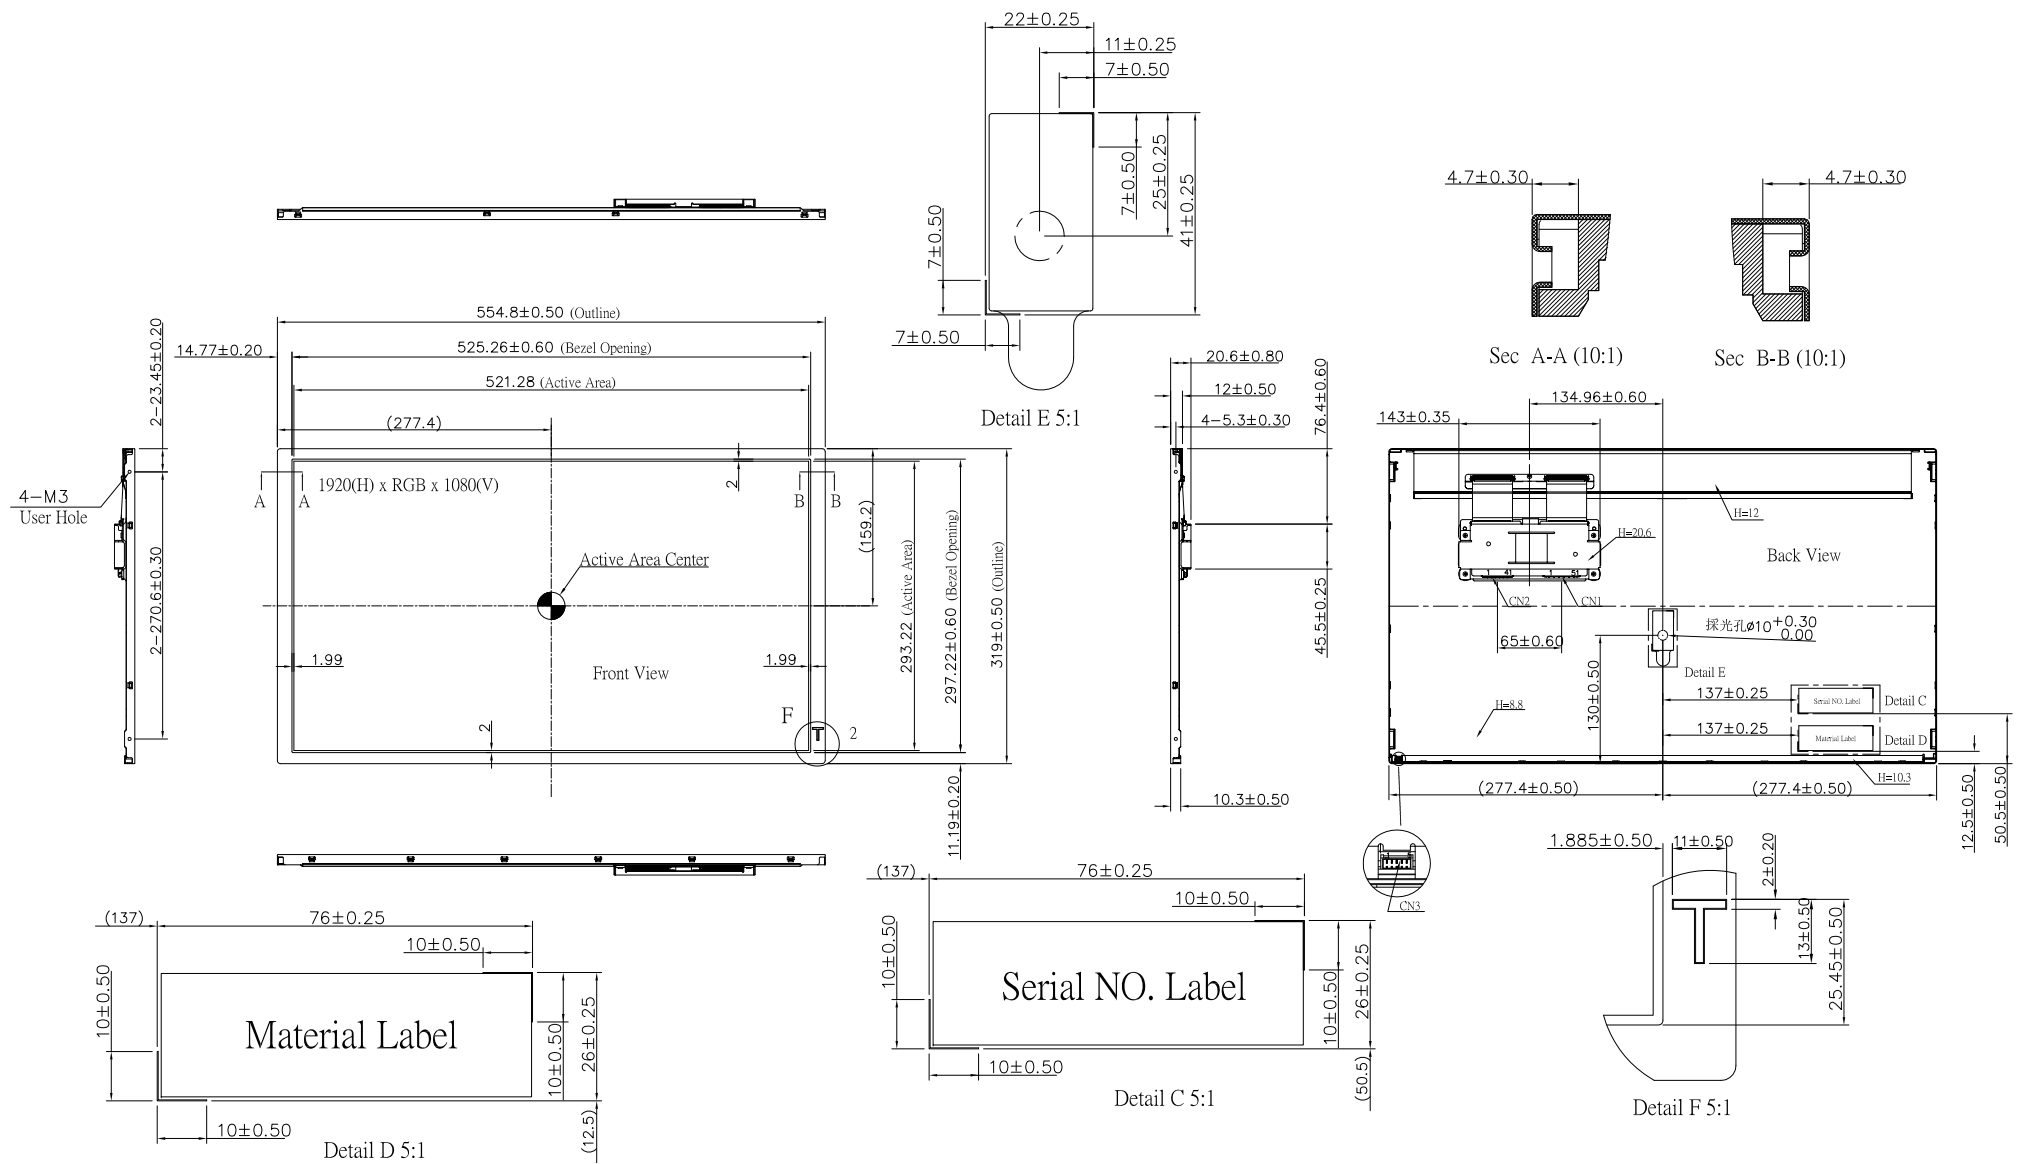 22±0.25
11±0.25
7±0.50
7±0.50
25±0.25
41±0.25
7±0.50
7±0.50
Detail E 5:1
4.7±0.30
4.7±0.30
Sec A-A (10:1)
Sec B-B (10:1)
554.8±0.50 (Outline)
14.77±0.20
525.26±0.60 (Bezel Opening)
521.28 (Active Area)
(277.4)
2-23.45±0.20
4-M3
User Hole
2-270.6±0.30
A
A
1920(H) x RGB x 1080(V)
2
B
B
(159.2)
Active Area Center
293.22 (Active Area)
297.22±0.60 (Bezel Opening)
319±0.50 (Outline)
1.99
1.99
Front View
F
2
2
11.19±0.20
20.6±0.80
12±0.50
4-5.3±0.30
76.4±0.60
45.5±0.25
10.3±0.50
134.96±0.60
143±0.35
H=12
H=20.6
Back View
1
41
1
51
CN2
CN1
65±0.60
採光孔ø10+0.30
0.00
Detail E
130±0.50
137±0.25
Serial NO. Label
Detail C
137±0.25
Material Label
Detail D
H=8.8
H=10.3
(277.4±0.50)
(277.4±0.50)
12.5±0.50
50.5±0.50
CN3
1.885±0.50
11±0.50
2±0.20
13±0.50
25.45±0.50
T
Detail F 5:1
(137)
76±0.25
10±0.50
10±0.50
Serial NO. Label
10±0.50
26±0.25
10±0.50
(50.5)
Detail C 5:1
(137)
76±0.25
10±0.50
10±0.50
Material Label
10±0.50
26±0.25
10±0.50
(12.5)
Detail D 5:1